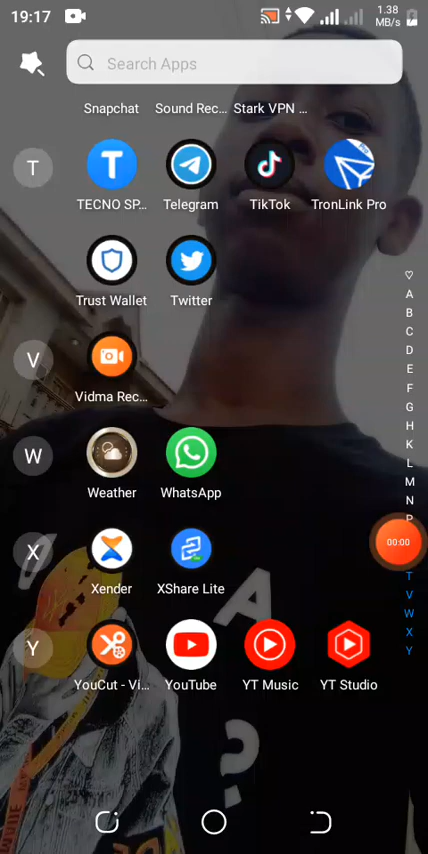 19:17
1.38
MB/s
Search Apps
Snapchat Sound Rec... Stark VPN ...
T
TECNO SP... Telegram TikTok TronLink Pro
Trust Wallet Twitter
V
Vidma Rec...
W
Weather WhatsApp
X
Xender XShare Lite
Y
YouCut - Vi... YouTube YT Music YT Studio
A
B
C
D
E
F
G
H
K
L
M
N
P
00:00
T
V
W
X
Y
A
?